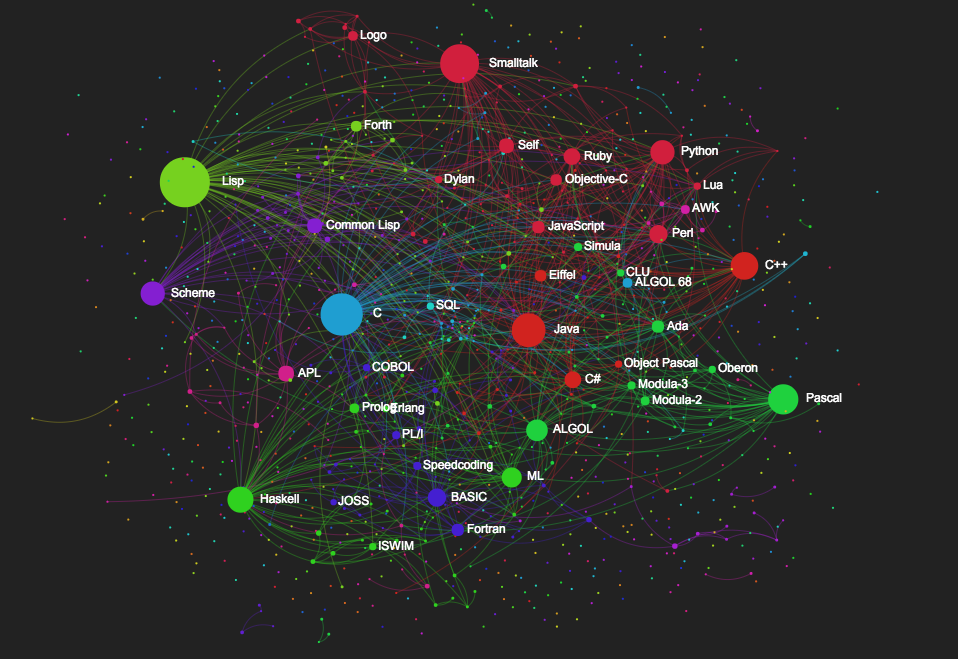 Logo
Smalltalk
Forth
Self
Ruby
Python
Lisp
Dylan
Objective-C
Lua
AWK
Common Lisp
JavaScript
Perl
Simula
C++
Eiffel
CLU
ALGOL 68
Scheme
SQL
C
Java
Ada
COBOL
Object Pascal
Oberon
APL
C#
Modula-3
Modula-2
Pascal
Prolog
Erlang
PL/I
ALGOL
Speedcoding
ML
Haskell
JOSS
BASIC
Fortran
ISWIM